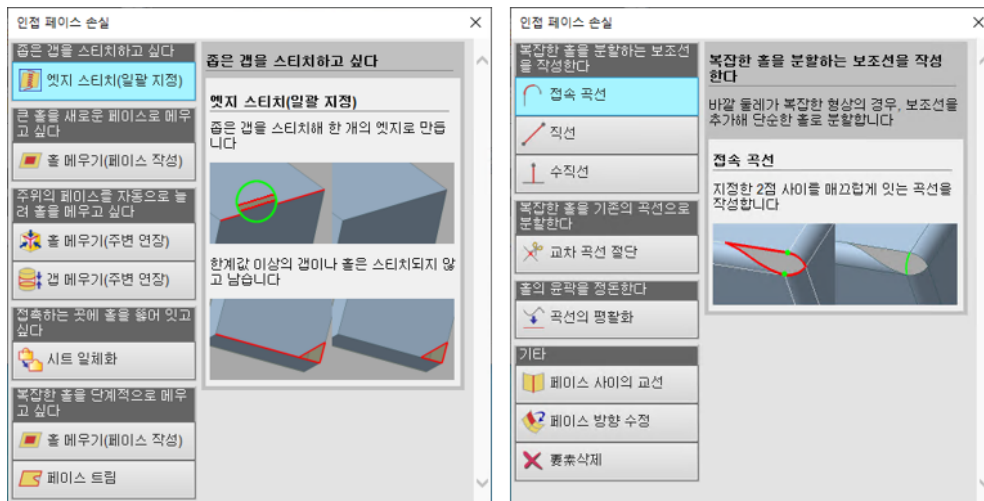 인접 페이스 손실
좁은 갭을 스티치하고 싶다
엣지 스티치(일괄 지정)
큰 홀을 새로운 페이스로 메우
고 싶다
홀 메우기(페이스 작성)
주위의 페이스를 자동으로 늘
려 홀을 메우고 싶다
홀 메우기(주변 연장)
갭 메우기(주변 연장)
접촉하는 곳에 홀을 뚫어 잇고
싶다
시트 일체화
복잡한 홀을 단계적으로 메우
고 싶다
홀 메우기(페이스 작성)
페이스 트림
좁은 갭을 스티치하고 싶다
엣지 스티치(일괄 지정)
좁은 갭을 스티치해 한 개의 엣지로 만듭
니다
한계값 이상의 갭이나 홀은 스티치되지 않
고 남습니다
인접 페이스 손실
복잡한 홀을 분할하는 보조선
을 작성한다
접속 곡선
직선
수직선
복잡한 홀을 기존의 곡선으로
분할한다
교차 곡선 절단
홀의 윤곽을 정돈한다
곡선의 평활화
기타
페이스 사이의 교선
페이스 방향 수정
要素삭제
복잡한 홀을 분할하는 보조선을 작성
한다
바깥 둘레가 복잡한 형상의 경우, 보조선을
추가해 단순한 홀로 분할합니다
접속 곡선
지정한 2점 사이를 매끄럽게 잇는 곡선을
작성합니다